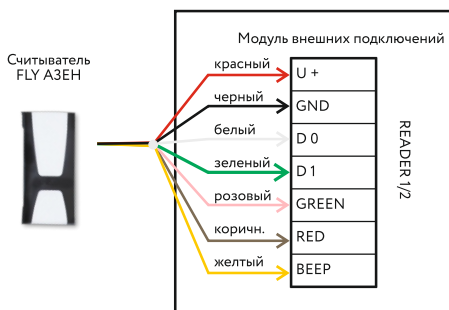 Модуль внешних подключений
Считыватель
FLY A3EH
красный
U +
черный
GND
белый
D 0
зеленый
D 1
розовый
GREEN
коричн.
RED
желтый
BEEP
READER 1/2